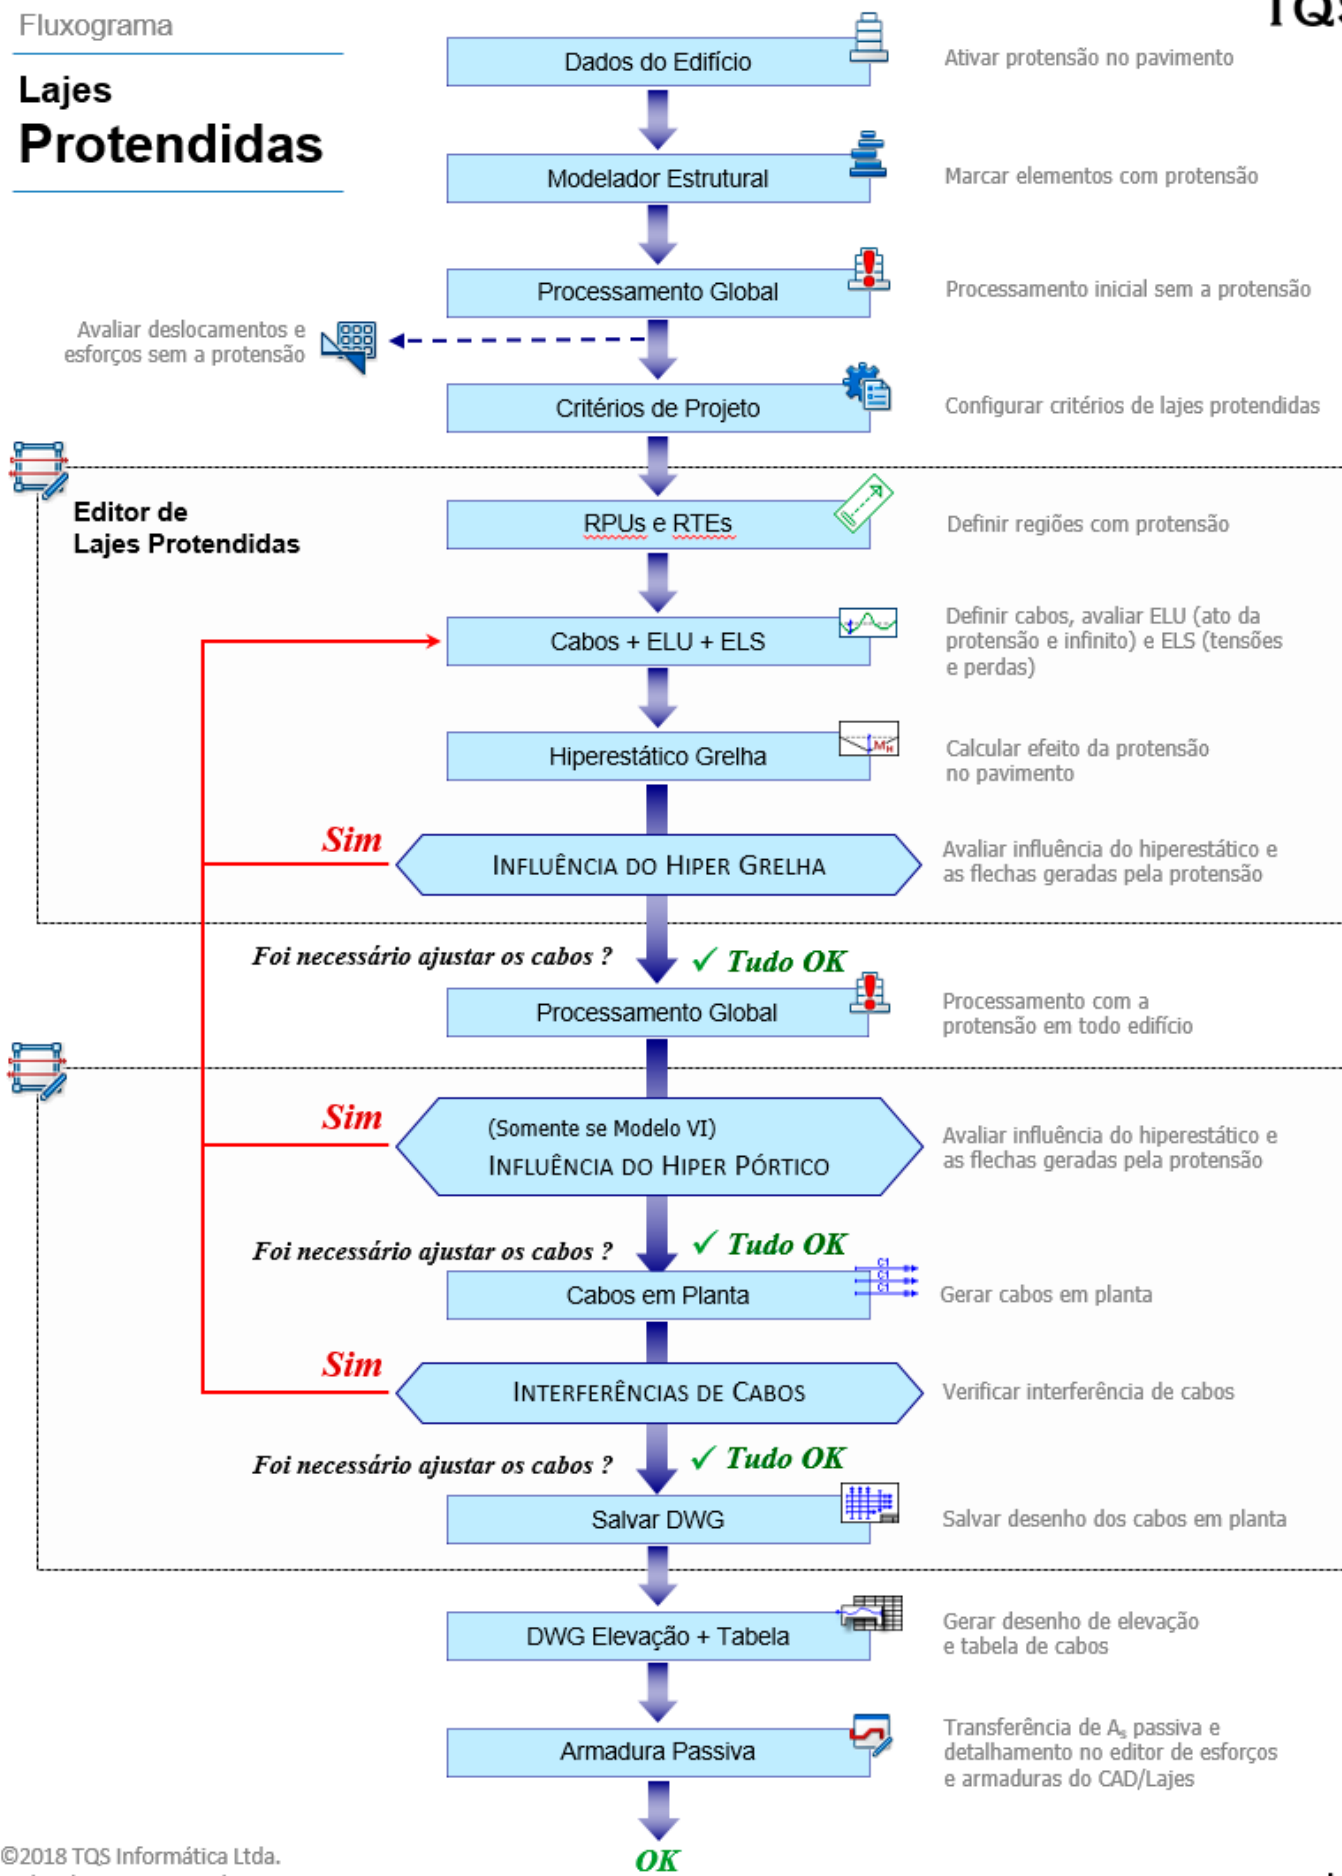 Fluxograma
Lajes
Protendidas
Dados do Edifício
Ativar protensão no pavimento
Modelador Estrutural
Marcar elementos com protensão
Processamento Global
Processamento inicial sem a protensão
Avaliar deslocamentos e
esforços sem a protensão
Critérios de Projeto
Configurar critérios de lajes protendidas
Editor de
Lajes Protendidas
RPUs e RTEs
Definir regiões com protensão
Cabos + ELU + ELS
Definir cabos, avaliar ELU (ato da
protensão e infinito) e ELS (tensões
e perdas)
Hiperestático Grelha
MH
Calcular efeito da protensão
no pavimento
Sim
INFLUÊNCIA DO HIPER GRELHA
Avaliar influência do hiperestático e
as flechas geradas pela protensão
Foi necessário ajustar os cabos ?
✓ Tudo OK
Processamento Global
Processamento com a
protensão em todo edifício
Sim
(Somente se Modelo VI)
INFLUÊNCIA DO HIPER PÓRTICO
Avaliar influência do hiperestático e
as flechas geradas pela protensão
Foi necessário ajustar os cabos ?
✓ Tudo OK
Cabos em Planta
C1
C1
C1
Gerar cabos em planta
Sim
INTERFERÊNCIAS DE CABOS
Verificar interferência de cabos
Foi necessário ajustar os cabos ?
✓ Tudo OK
Salvar DWG
Salvar desenho dos cabos em planta
DWG Elevação + Tabela
Gerar desenho de elevação
e tabela de cabos
Armadura Passiva
Transferência de As passiva e
detalhamento no editor de esforços
e armaduras do CAD/Lajes
OK
©2018 TQS Informática Ltda.